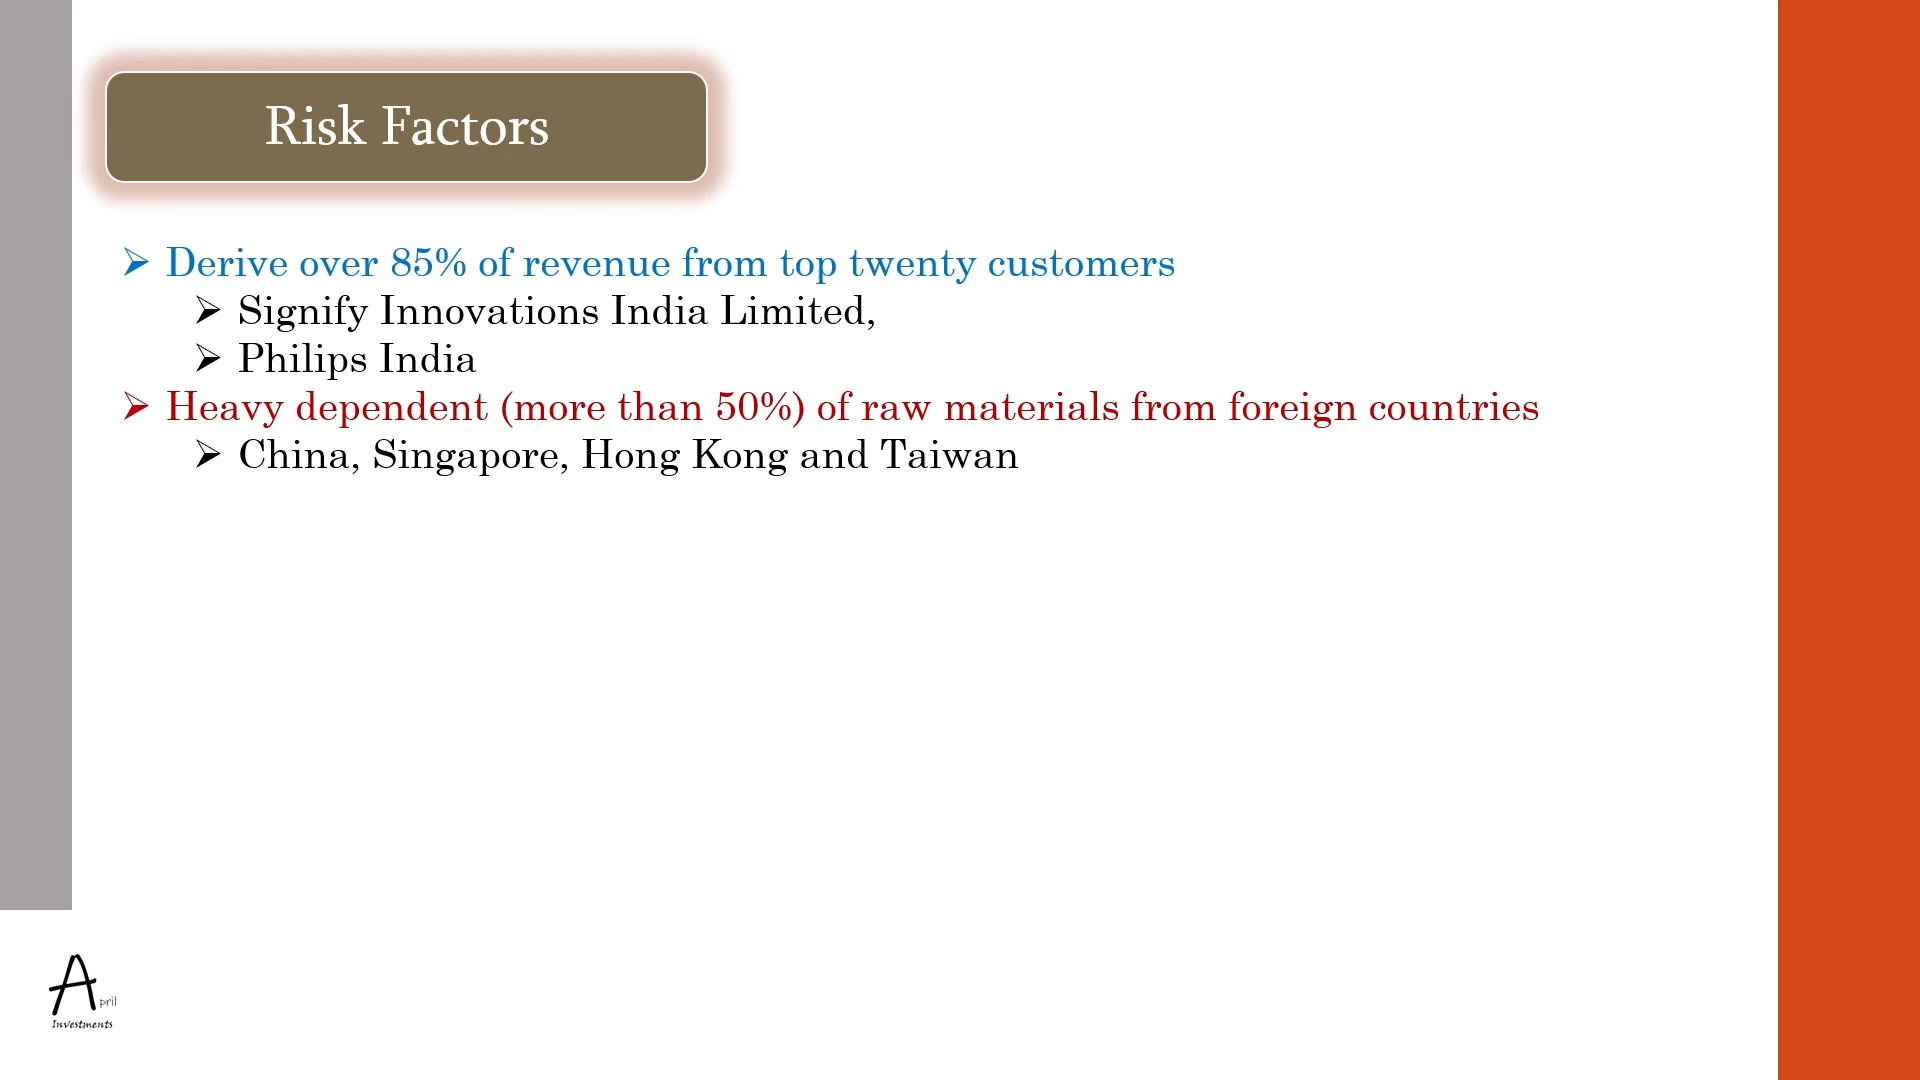 Risk Factors
Derive over 85% of revenue from top twenty customers
Signify Innovations India Limited,
Philips India
Heavy dependent (more than 50%) of raw materials from foreign countries
China, Singapore, Hong Kong and Taiwan
April
Investments